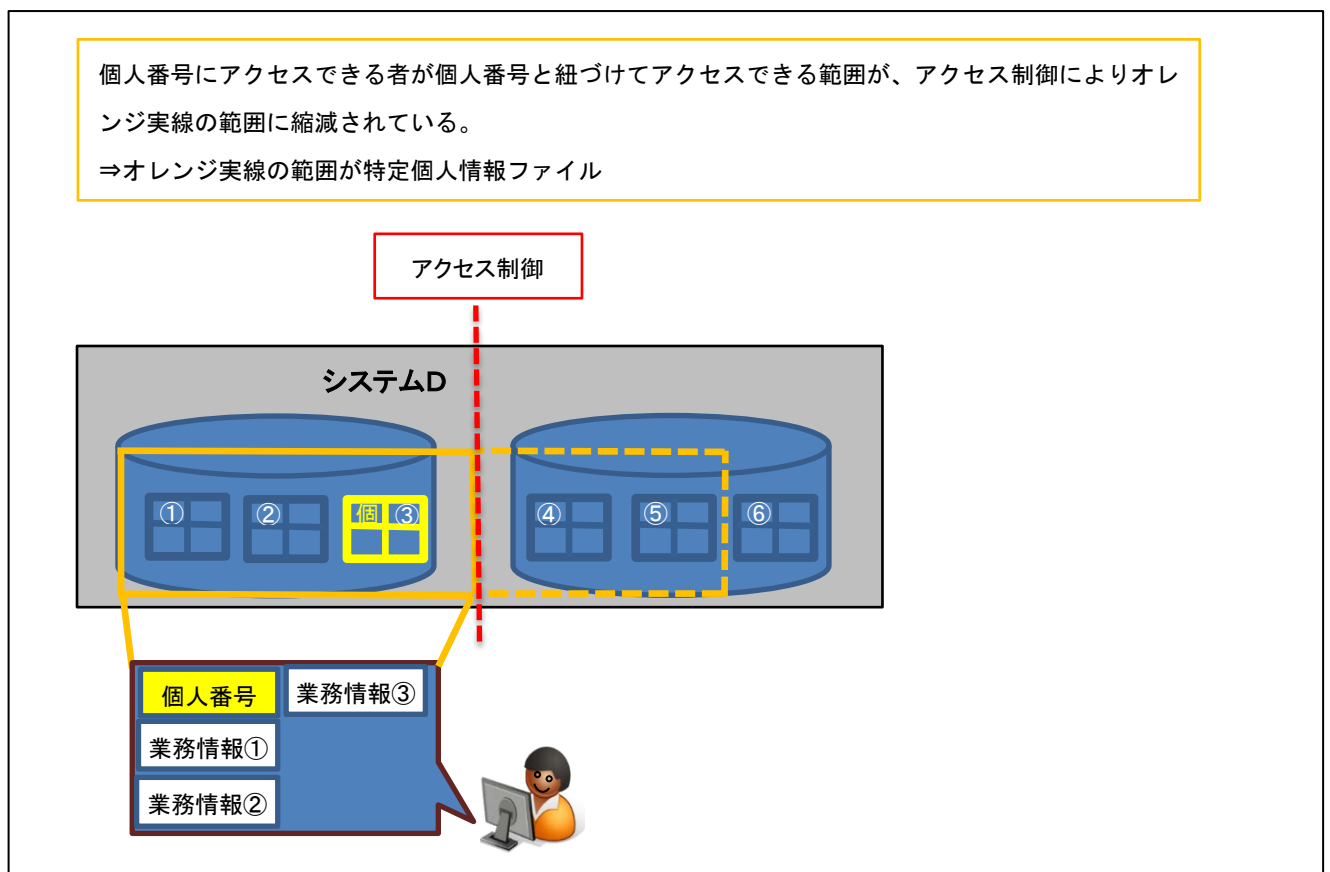 個人番号にアクセスできる者が個人番号と紐づけてアクセスできる範囲が、アクセス制御によりオレ
ンジ実線の範囲に縮減されている。
⇒オレンジ実線の範囲が特定個人情報ファイル
アクセス制御
システムD
① ② 個 ③ ④ ⑤ ⑥
個人番号 業務情報③
業務情報①
業務情報②